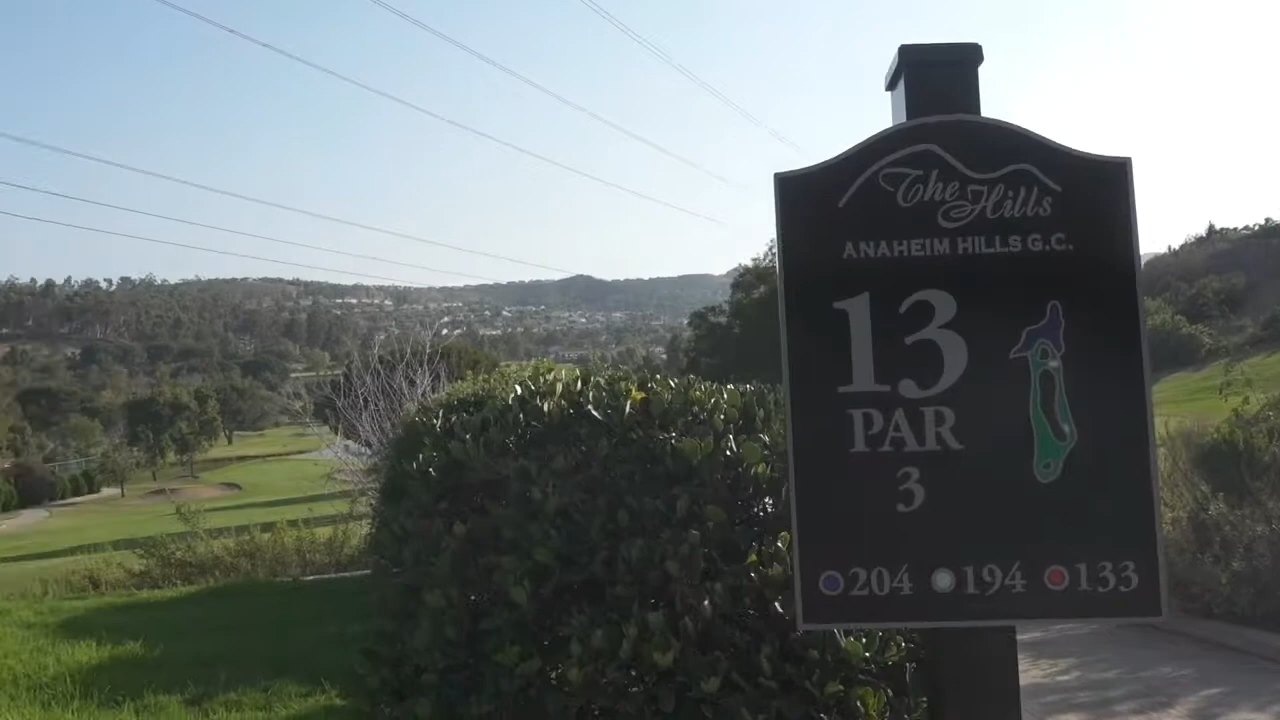 The Hills
ANAHEIM HILLS G.C.
13
PAR
3
204 194 133